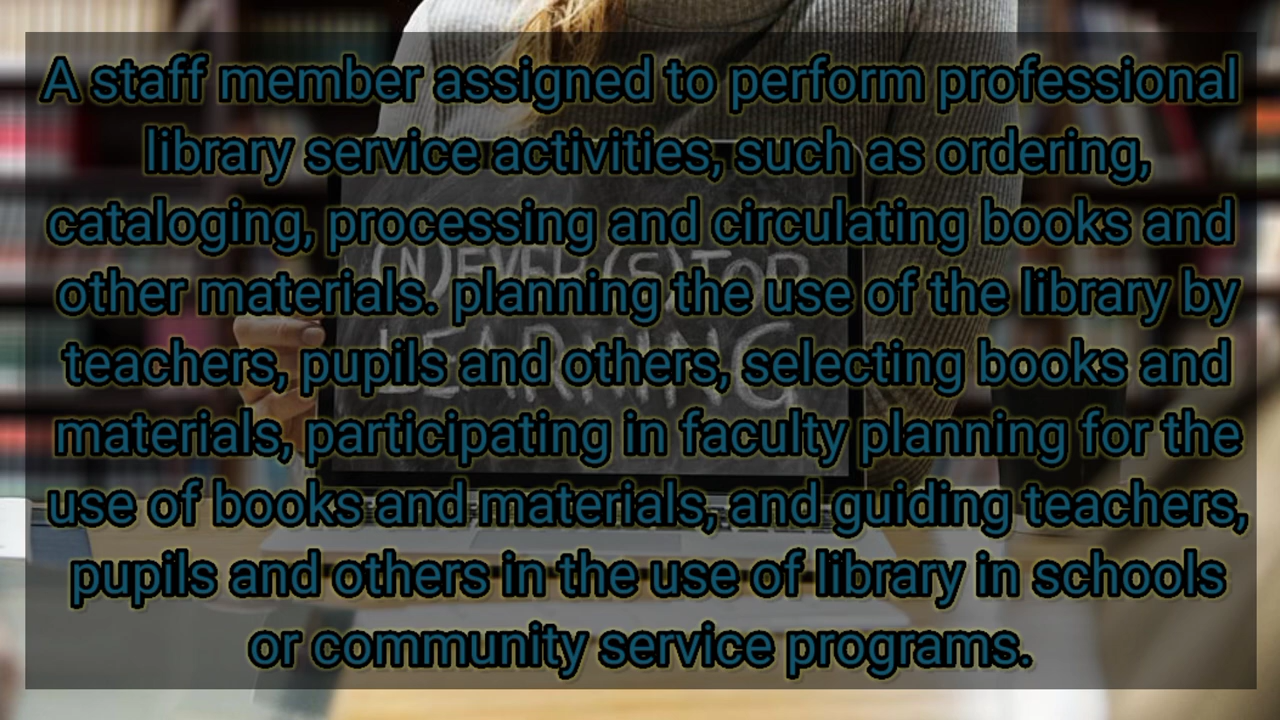 A staff member assigned to perform professional
library service activities, such as ordering,
cataloging, processing and circulating books and
other materials. planning the use of the library by
teachers, pupils and others, selecting books and
materials, participating in faculty planning for the
use of books and materials, and guiding teachers,
pupils and others in the use of library in schools
or community service programs.
(N)EVER (S)TOP
LEARNING